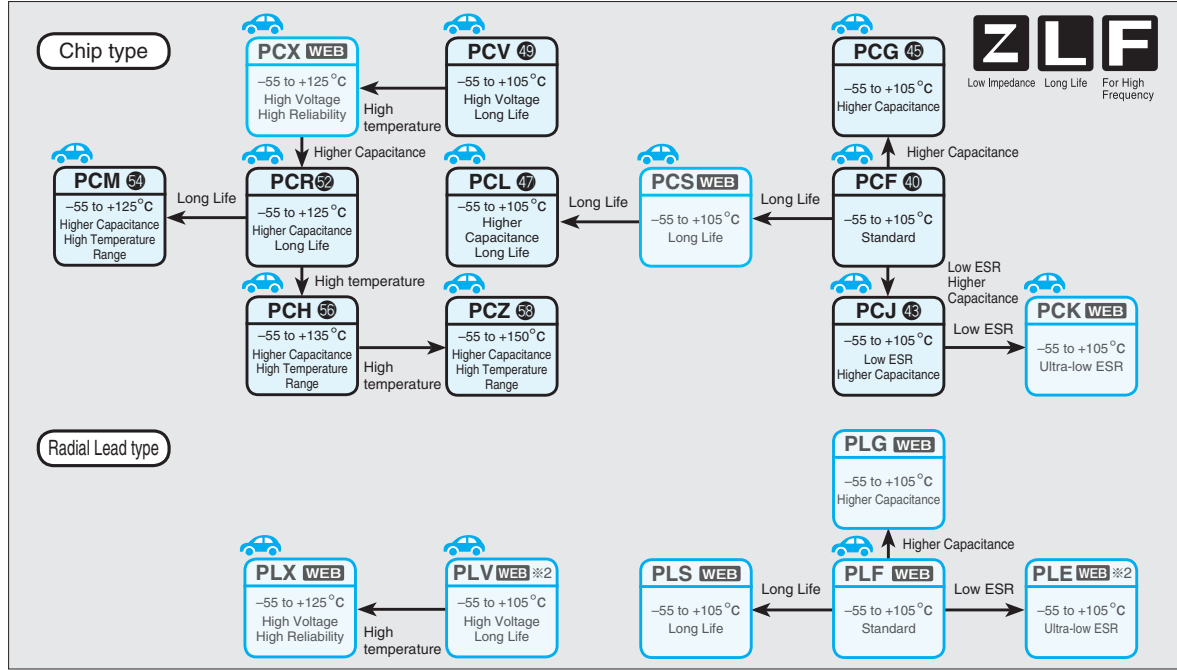 Chip type
PCX WEB
–55 to +125°C
High Voltage
High Reliability
High
temperature
PCV 49
–55 to +105°C
High Voltage
Long Life
PCG 45
–55 to +105°C
Higher Capacitance
Z L F
Low Impedance Long Life For High
Frequency
Higher Capacitance
Higher Capacitance
PCM 54
–55 to +125°C
Higher Capacitance
High Temperature
Range
Long Life
PCR 52
–55 to +125°C
Higher Capacitance
Long Life
PCL 47
–55 to +105°C
Higher
Capacitance
Long Life
Long Life
PCS WEB
–55 to +105°C
Long Life
Long Life
PCF 40
–55 to +105°C
Standard
High temperature
Low ESR
Higher
Capacitance
PCH 56
–55 to +135°C
Higher Capacitance
High Temperature
Range
High
temperature
PCZ 58
–55 to +150°C
Higher Capacitance
High Temperature
Range
PCJ 43
–55 to +105°C
Low ESR
Higher Capacitance
Low ESR
PCK WEB
–55 to +105°C
Ultra-low ESR
Radial Lead type
PLG WEB
–55 to +105°C
Higher Capacitance
Higher Capacitance
PLX WEB
–55 to +125°C
High Voltage
High Reliability
High
temperature
PLV WEB ※2
–55 to +105°C
High Voltage
Long Life
PLS WEB
–55 to +105°C
Long Life
Long Life
PLF WEB
–55 to +105°C
Standard
Low ESR
PLE WEB ※2
–55 to +105°C
Ultra-low ESR